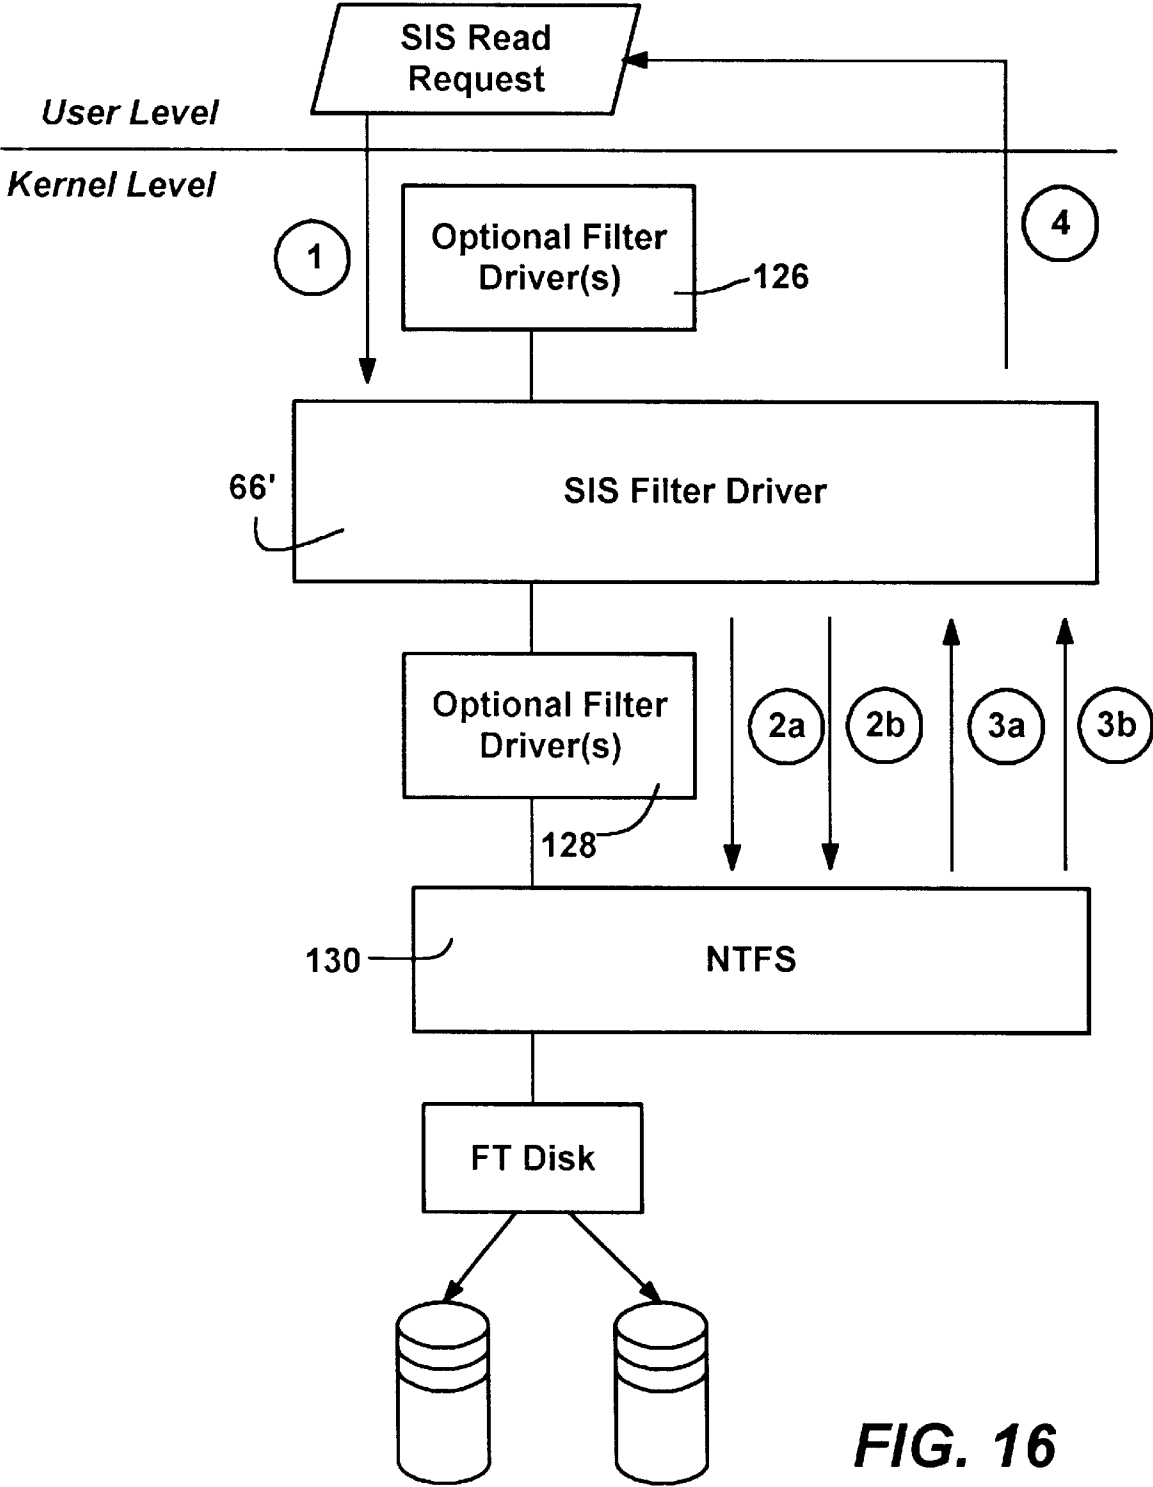 SIS Read
Request
User Level
Kernel Level
1
Optional Filter
Driver(s)
126
4
66'
SIS Filter Driver
Optional Filter
Driver(s)
128
2a
2b
3a
3b
130
NTFS
FT Disk
FIG. 16